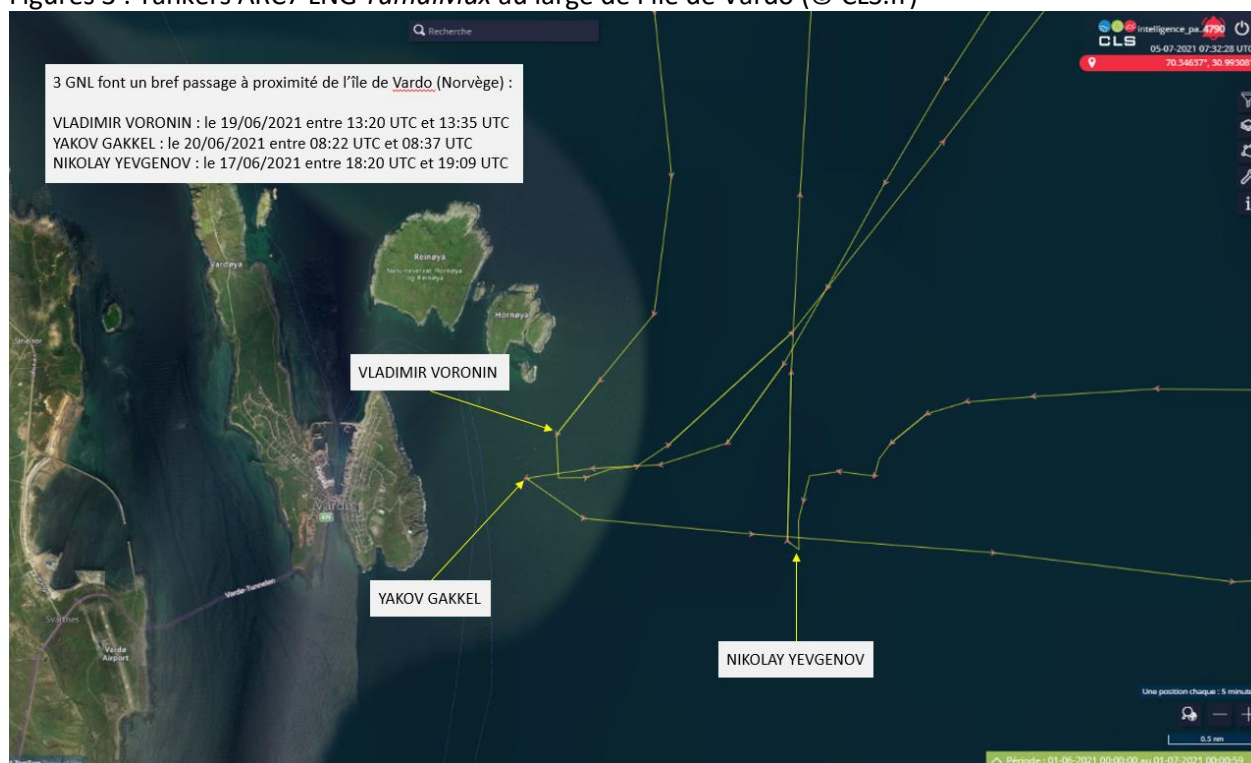 Figures 3 : Tankers ARC7 LNG YamalMax au large de l'île de Vardo (© CLS.fr)
Recherche
CLS
intelligence_pa..
4790
05-07-2021 07:32:28 UTC
70.34637°, 30.99308°
3 GNL font un bref passage à proximité de l'île de Vardo (Norvège) :
VLADIMIR VORONIN : le 19/06/2021 entre 13:20 UTC et 13:35 UTC
YAKOV GAKKEL : le 20/06/2021 entre 08:22 UTC et 08:37 UTC
NIKOLAY YEVGENOV : le 17/06/2021 entre 18:20 UTC et 19:09 UTC
Vardøya
Reinøya
Naturreservat Hornøya
og Reinøya
Hornøya
VLADIMIR VORONIN
Vardø
YAKOV GAKKEL
Vardø-Tunnelen
Svartnes
Vardø
Airport
NIKOLAY YEVGENOV
Une position chaque : 5 minute
0.5 nm
Période : 01-06-2021 00:00:00 au 01-07-2021 00:00:59